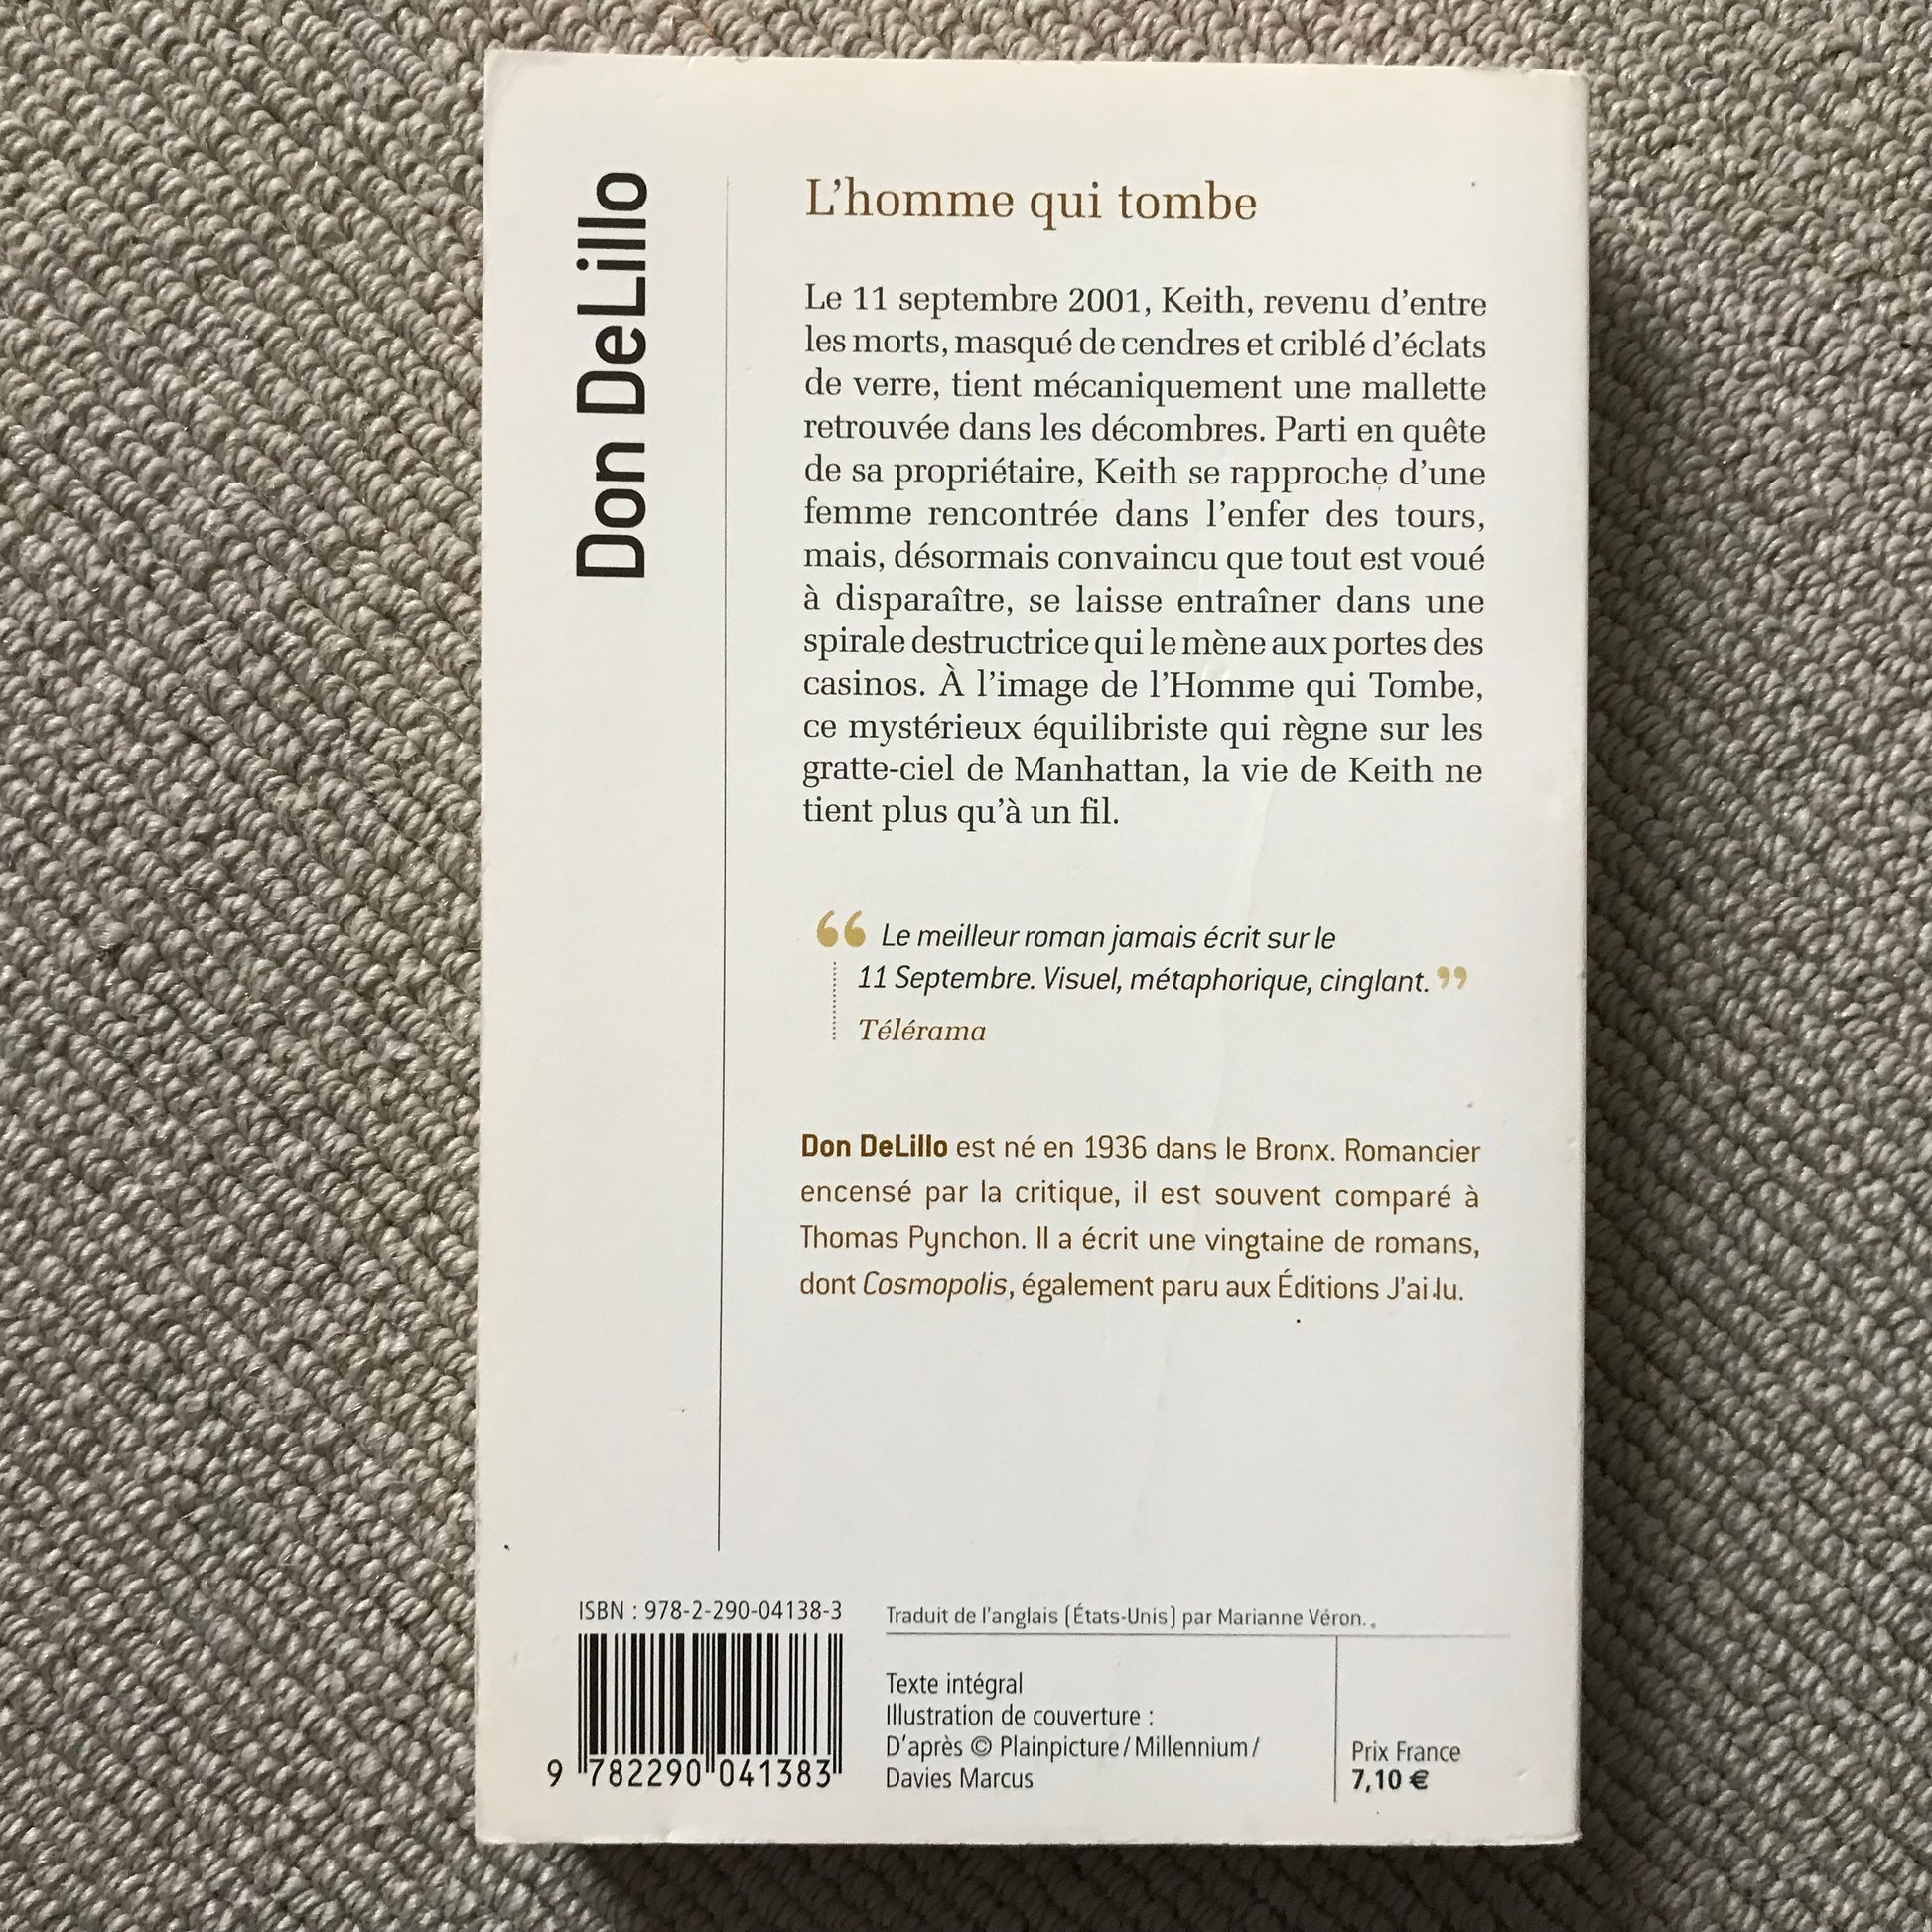 Don DeLillo
L'homme qui tombe
Le 11 septembre 2001, Keith, revenu d'entre
les morts, masqué de cendres et criblé d'éclats
de verre, tient mécaniquement une mallette
retrouvée dans les décombres. Parti en quête
de sa propriétaire, Keith se rapproche d'une
femme rencontrée dans l'enfer des tours,
mais, désormais convaincu que tout est voué
à disparaître, se laisse entraîner dans une
spirale destructrice qui le mène aux portes des
casinos. À l'image de l'Homme qui Tombe,
ce mystérieux équilibriste qui règne sur les
gratte-ciel de Manhattan, la vie de Keith ne
tient plus qu'à un fil.
“ Le meilleur roman jamais écrit sur le
11 Septembre. Visuel, métaphorique, cinglant. ”
Télérama
Don DeLillo est né en 1936 dans le Bronx. Romancier
encensé par la critique, il est souvent comparé à
Thomas Pynchon. Il a écrit une vingtaine de romans,
dont Cosmopolis, également paru aux Éditions J'ai lu.
ISBN : 978-2-290-04138-3
9 782290 041383
Traduit de l'anglais (États-Unis) par Marianne Véron.
Texte intégral
Illustration de couverture :
D'après © Plainpicture / Millennium /
Davies Marcus
Prix France
7,10 €